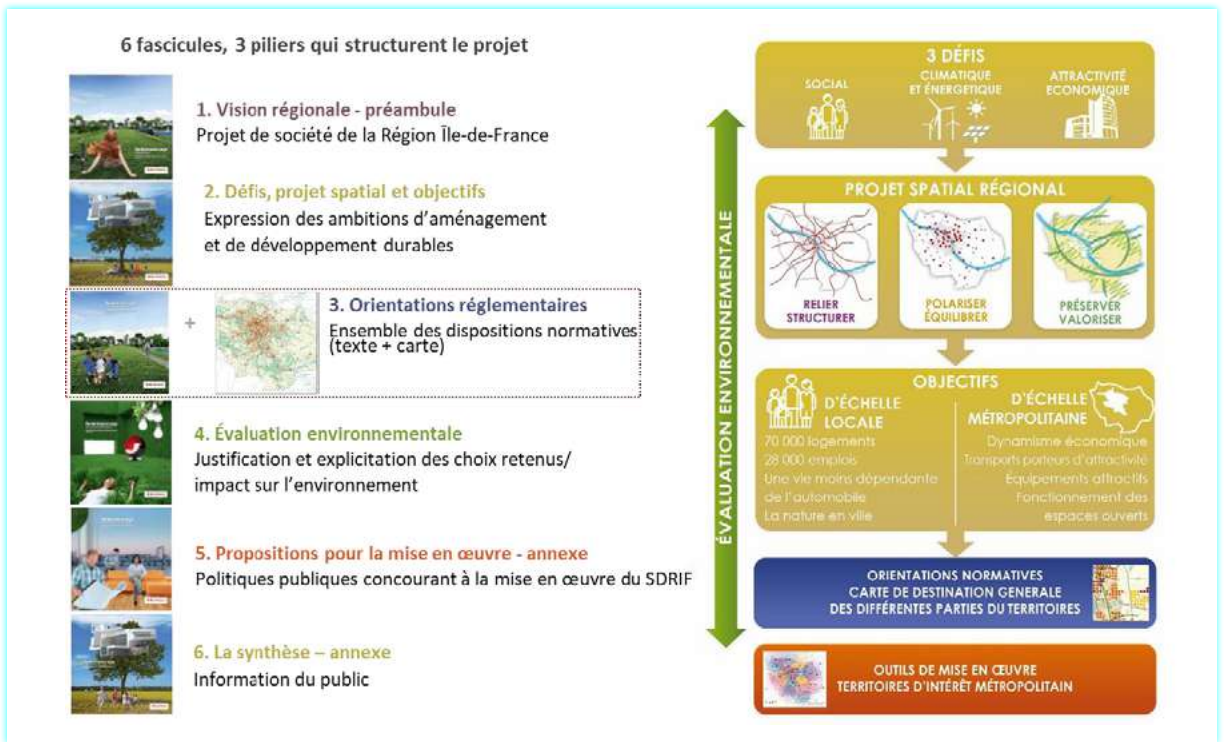 6 fascicules, 3 piliers qui structurent le projet
1. Vision régionale - préambule
Projet de société de la Région Île-de-France
2. Défis, projet spatial et objectifs
Expression des ambitions d'aménagement
et de développement durables
+
3. Orientations réglementaires
Ensemble des dispositions normatives
(texte + carte)
4. Évaluation environnementale
Justification et explicitation des choix retenus/
impact sur l'environnement
5. Propositions pour la mise en œuvre - annexe
Politiques publiques concourant à la mise en œuvre du SDRIF
6. La synthèse – annexe
Information du public
ÉVALUATION ENVIRONNEMENTALE
3 DÉFIS
SOCIAL
CLIMATIQUE
ET ÉNERGETIQUE
ATTRACTIVITÉ
ECONOMIQUE
PROJET SPATIAL RÉGIONAL
RELIER
STRUCTURER
POLARISER
ÉQUILIBRER
PRÉSERVER
VALORISER
OBJECTIFS
D'ÉCHELLE
LOCALE
70 000 logements
28 000 emplois
Une vie moins dépendante
de l'automobile
La nature en ville
D'ÉCHELLE
MÉTROPOLITAINE
Dynamisme économique
Transports porteurs d'attractivité
Equipements attractifs
Fonctionnement des
espaces ouverts
ORIENTATIONS NORMATIVES
CARTE DE DESTINATION GENERALE
DES DIFFÉRENTES PARTIES DU TERRITOIRES
OUTILS DE MISE EN ŒUVRE
TERRITOIRES D'INTÉRÊT MÉTROPOLITAIN